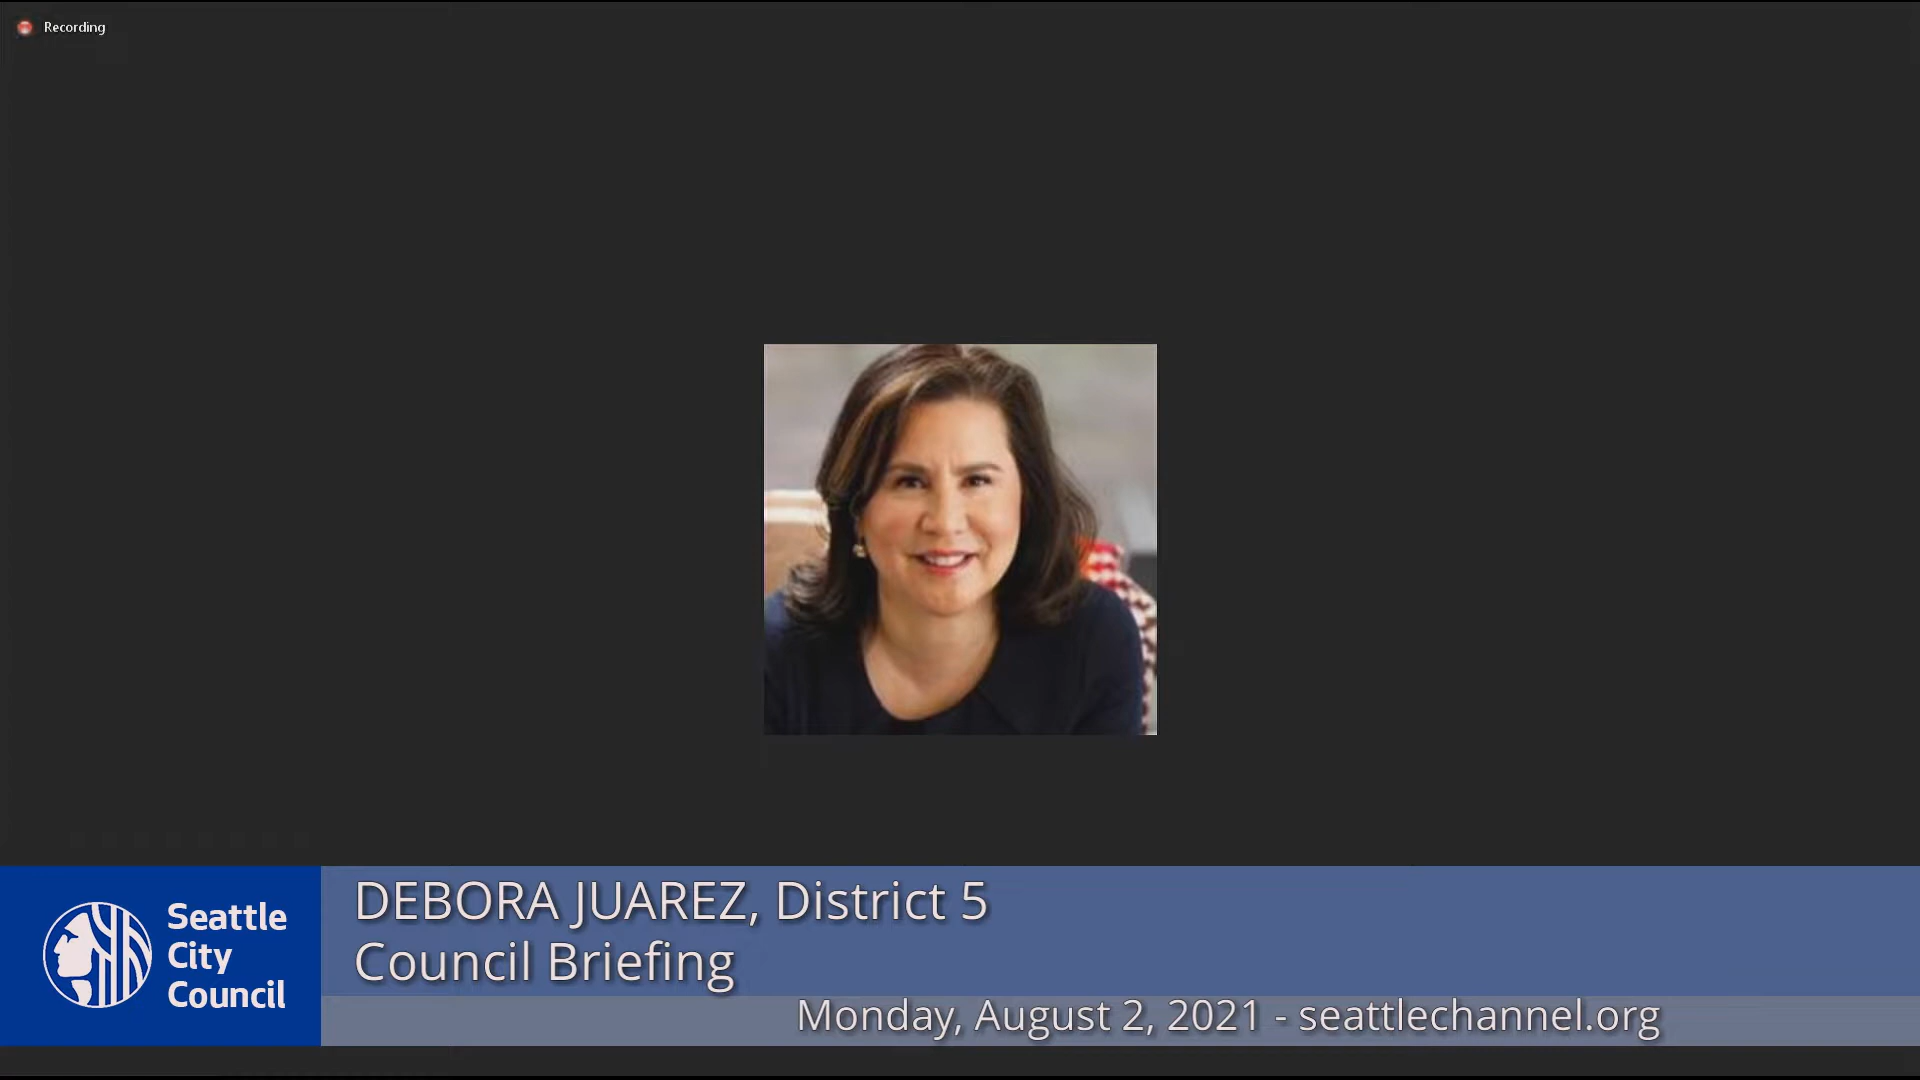 Recording
DEBORA JUAREZ, District 5
Council Briefing
Seattle
City
Council
Monday, August 2, 2021 - seattlechannel.org